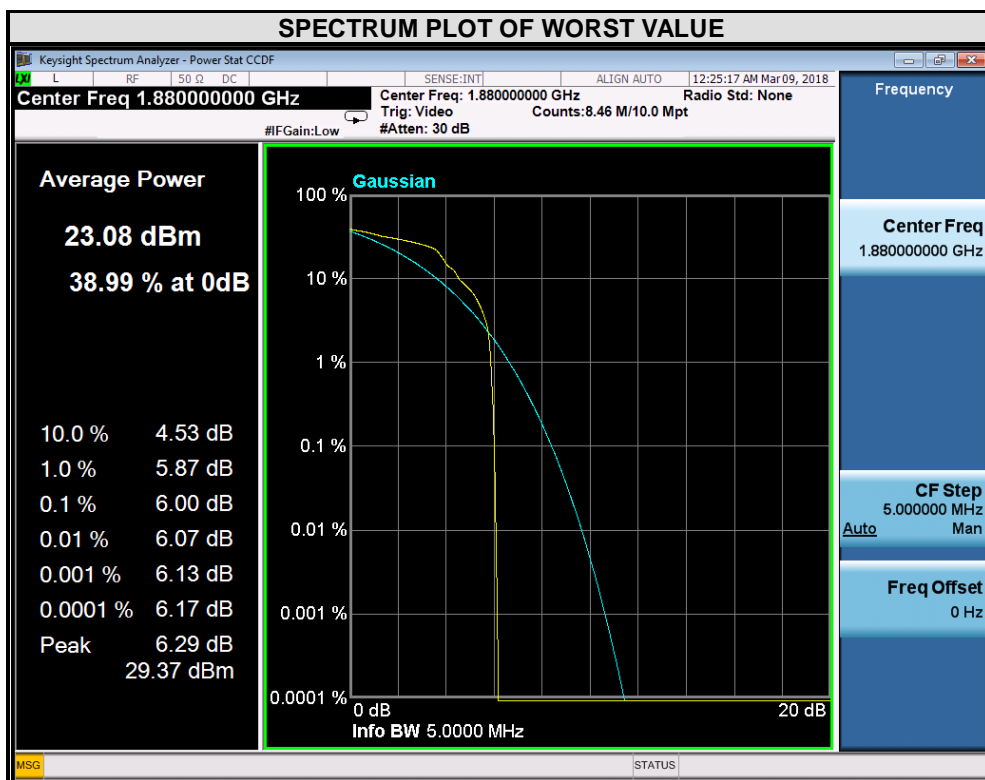 SPECTRUM PLOT OF WORST VALUE
Keysight Spectrum Analyzer - Power Stat CCDF
LXI L RF 50 Ω DC SENSE:INT ALIGN AUTO 12:25:17 AM Mar 09, 2018
Center Freq 1.880000000 GHz
#IFGain:Low
Center Freq: 1.880000000 GHz Radio Std: None
Trig: Video Counts:8.46 M/10.0 Mpt
#Atten: 30 dB
Average Power
23.08 dBm
38.99 % at 0dB
10.0 % 4.53 dB
1.0 % 5.87 dB
0.1 % 6.00 dB
0.01 % 6.07 dB
0.001 % 6.13 dB
0.0001 % 6.17 dB
Peak 6.29 dB
29.37 dBm
Gaussian
100 %
10 %
1 %
0.1 %
0.01 %
0.001 %
0.0001 %
0 dB 20 dB
Info BW 5.0000 MHz
Frequency
Center Freq
1.880000000 GHz
CF Step
5.000000 MHz
Auto Man
Freq Offset
0 Hz
MSG STATUS